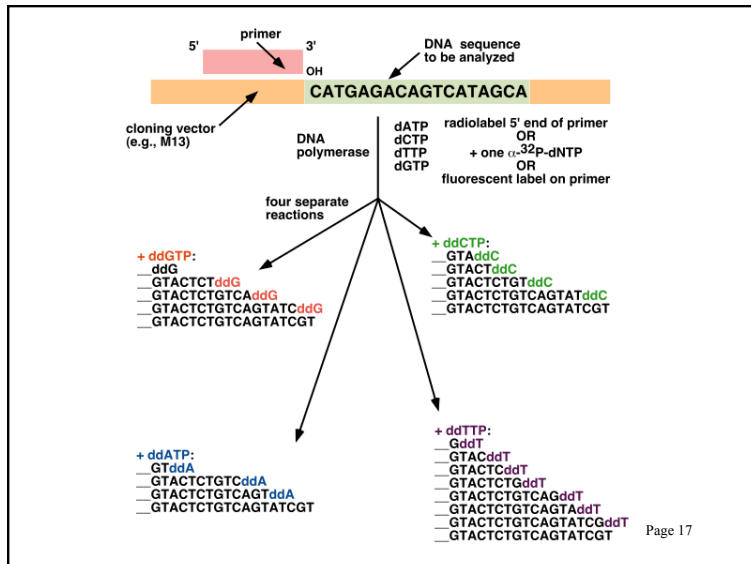 primer
5' 3'
DNA sequence
to be analyzed
OH
CATGAGACAGTCATAGCA
cloning vector
(e.g., M13)
DNA
polymerase
dATP
dCTP
dTTP
dGTP
radiolabel 5' end of primer
OR
+ one α-³²P-dNTP
OR
fluorescent label on primer
four separate
reactions
+ ddGTP:
__ddG
__GTACTCTddG
__GTACTCTGTCAddG
__GTACTCTGTCAGTATCddG
__GTACTCTGTCAGTATCGT
+ ddCTP:
__GTAddC
__GTACTddC
__GTACTCTGTddC
__GTACTCTGTCAGTATddC
__GTACTCTGTCAGTATCGT
+ ddATP:
__GTddA
__GTACTCTGTCddA
__GTACTCTGTCAGTddA
__GTACTCTGTCAGTATCGT
+ ddTTP:
__GddT
__GTACddT
__GTACTCddT
__GTACTCTGddT
__GTACTCTGTCAGddT
__GTACTCTGTCAGTAddT
__GTACTCTGTCAGTATCGddT
__GTACTCTGTCAGTATCGT
Page 17